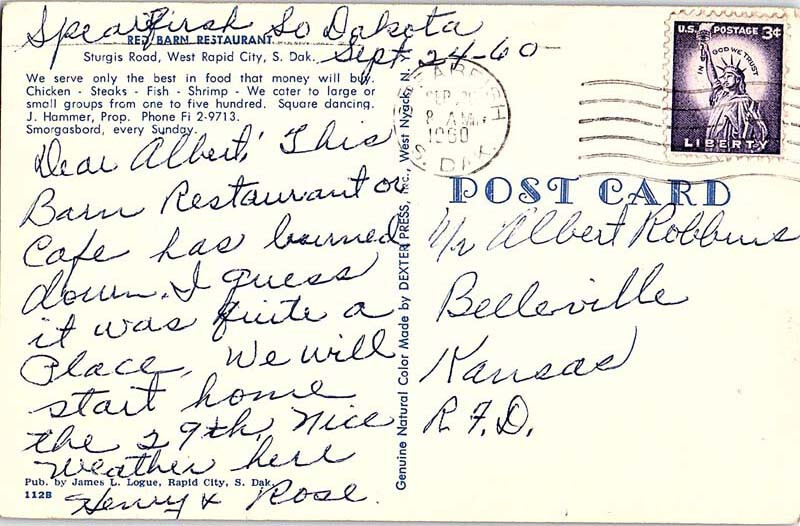 Spearfish So Dakota
Sept 24-60
RED BARN RESTAURANT
Sturgis Road, West Rapid City, S. Dak.
We serve only the best in food that money will buy.
Chicken - Steaks - Fish - Shrimp - We cater to large or
small groups from one to five hundred. Square dancing.
J. Hammer, Prop. Phone Fi 2-9713.
Smorgasbord, every Sunday.
Dear Albert, This
Barn Restaurant or
Cafe has burned
down. I guess
it was quite a
Place, We will
start home
the 29th, Nice
Weather here
Henry & Rose.
Pub. by James L. Logue, Rapid City, S. Dak.
112B
Genuine Natural Color Made by DEXTER PRESS, Inc., West Nyack, N.
SPEARFISH
SEP
8 AM
1960
S. DAK.
U.S. POSTAGE 3¢
IN GOD WE TRUST
LIBERTY
POST CARD
Mr Albert Robbins
Belleville
Kansas
R.F.D.